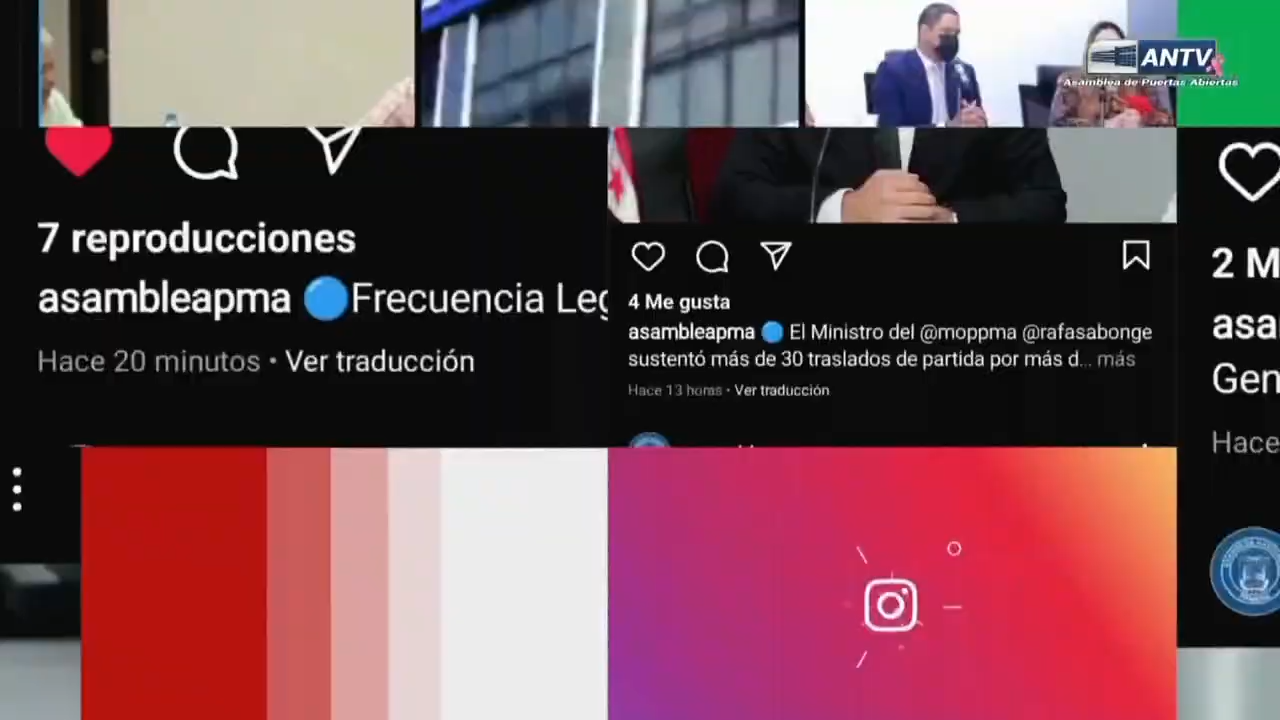 ANTV
Asamblea de Puertas Abiertas
7 reproducciones
asambleapma 🔵Frecuencia Leg
Hace 20 minutos • Ver traducción
4 Me gusta
asambleapma 🔵 El Ministro del @moppma @rafasabonge
sustentó más de 30 traslados de partida por más d... más
Hace 13 horas • Ver traducción
2 M
asa
Gen
Hace